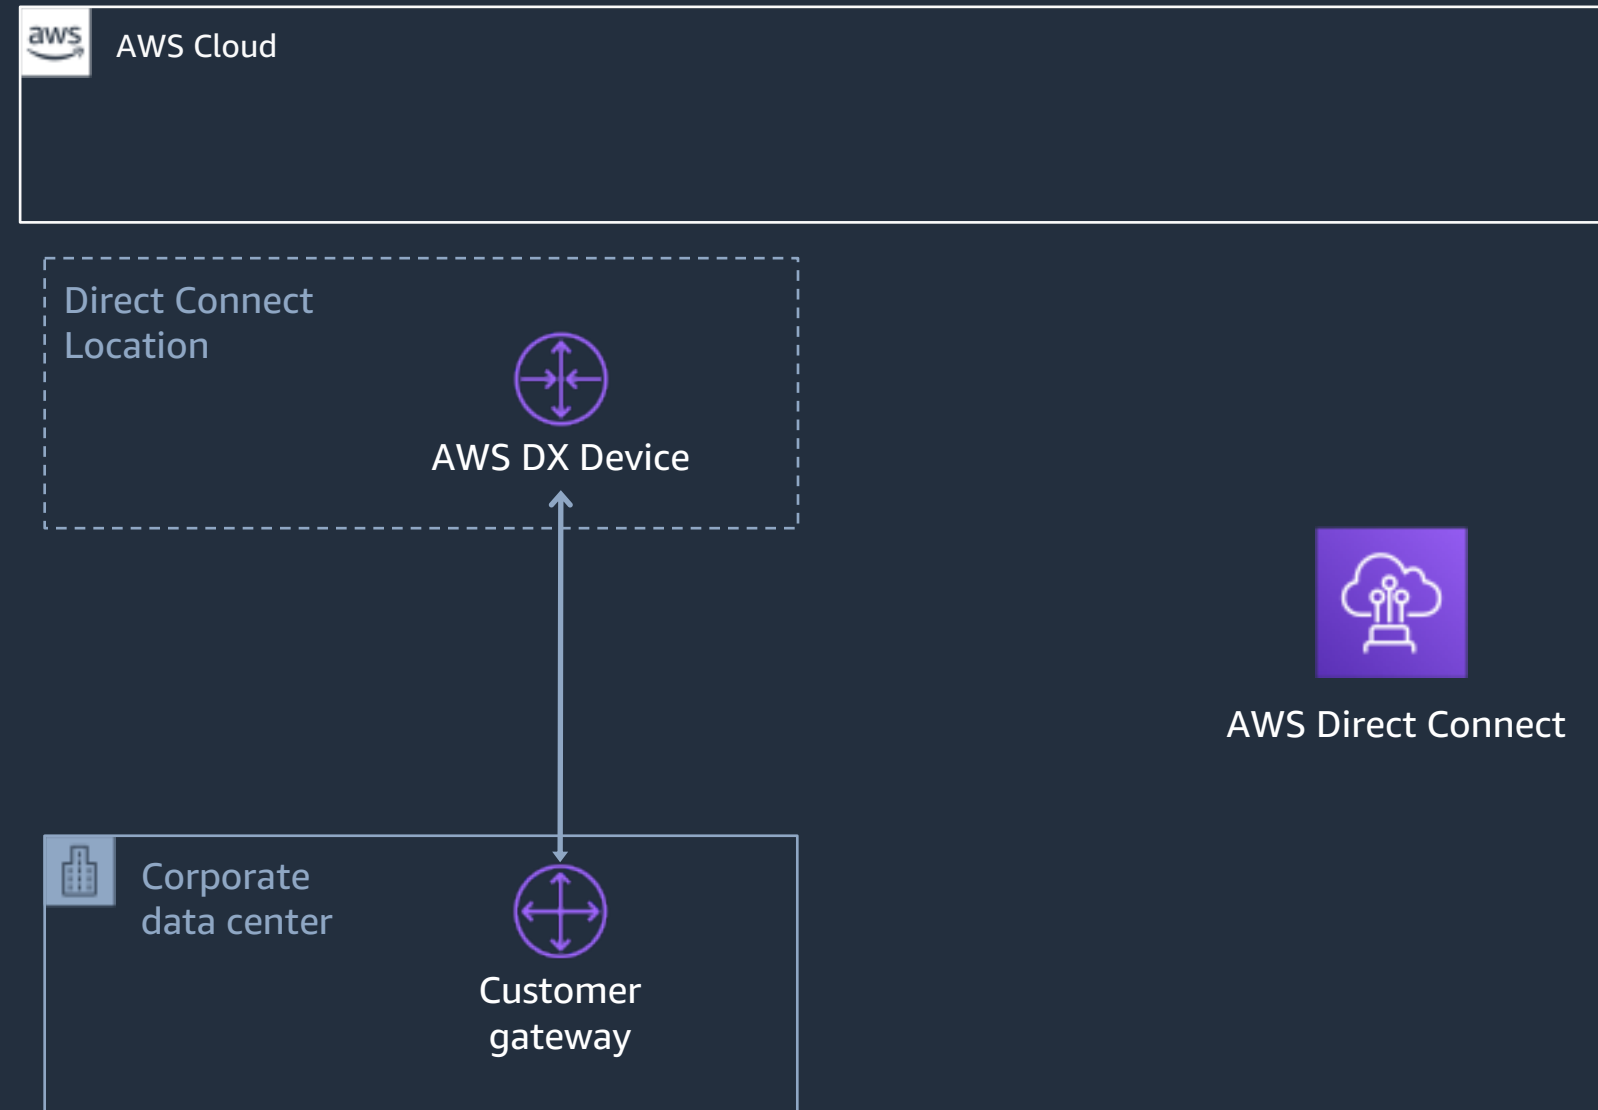 aws
AWS Cloud
Direct Connect
Location
AWS DX Device
AWS Direct Connect
Corporate
data center
Customer
gateway